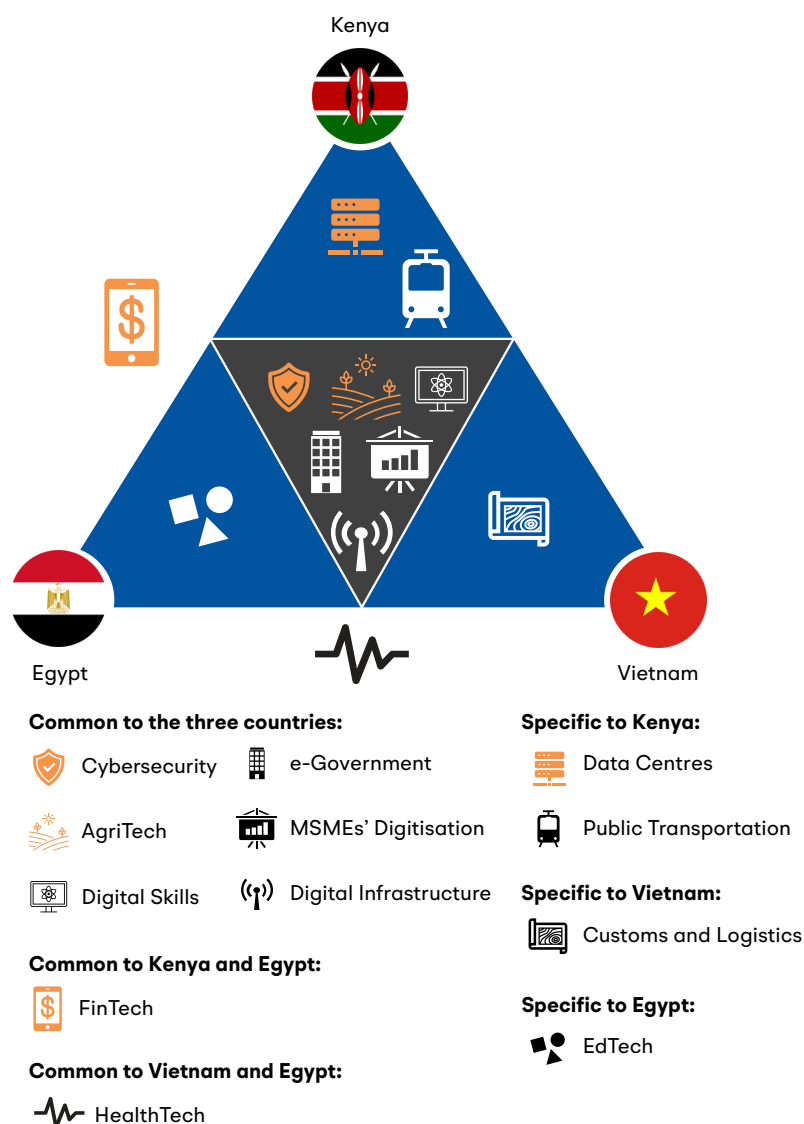 Kenya
$
Egypt
Vietnam
Common to the three countries:
Cybersecurity
e-Government
AgriTech
MSMEs’ Digitisation
Digital Skills
Digital Infrastructure
Common to Kenya and Egypt:
$
FinTech
Common to Vietnam and Egypt:
HealthTech
Specific to Kenya:
Data Centres
Public Transportation
Specific to Vietnam:
Customs and Logistics
Specific to Egypt:
EdTech